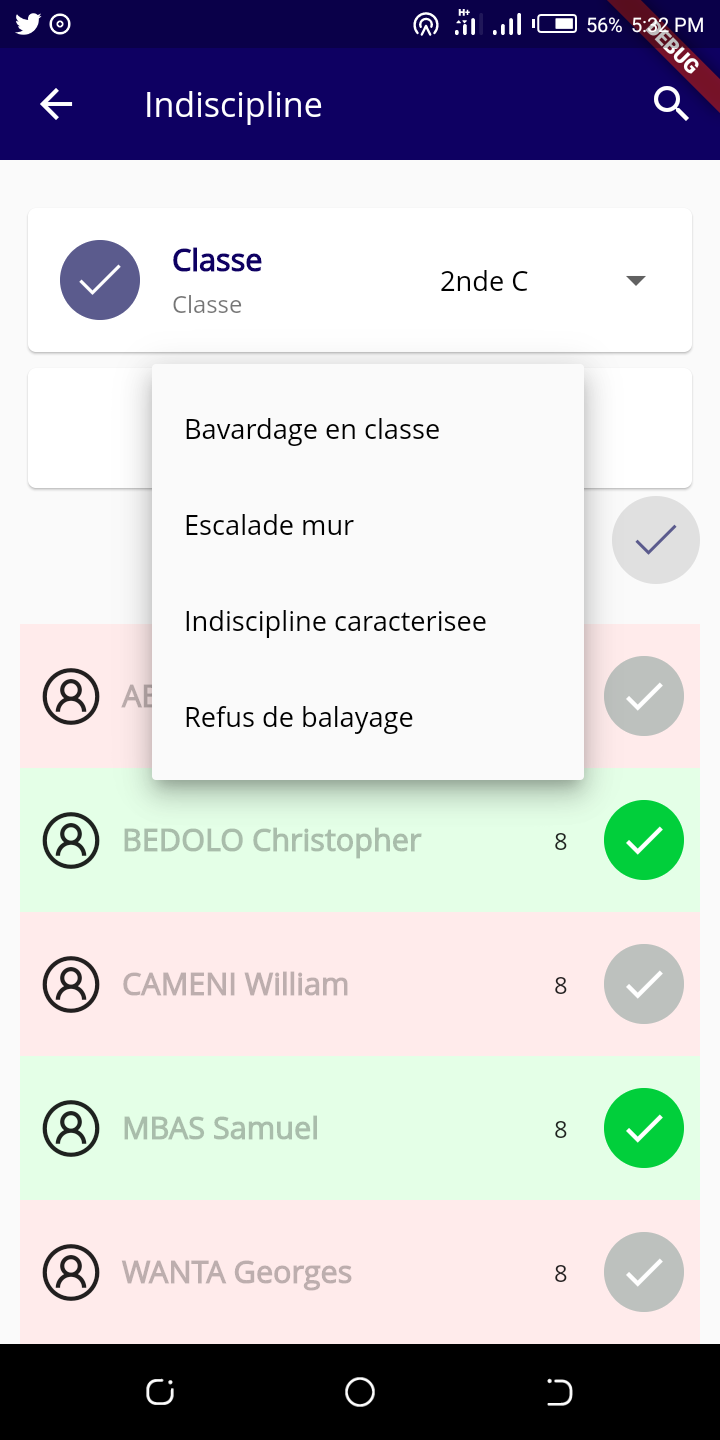 H+
56% 5:32 PM
DEBUG
Indiscipline
Classe
Classe
2nde C
Bavardage en classe
Escalade mur
Indiscipline caracterisee
Refus de balayage
BEDOLO Christopher 8
CAMENI William 8
MBAS Samuel 8
WANTA Georges 8